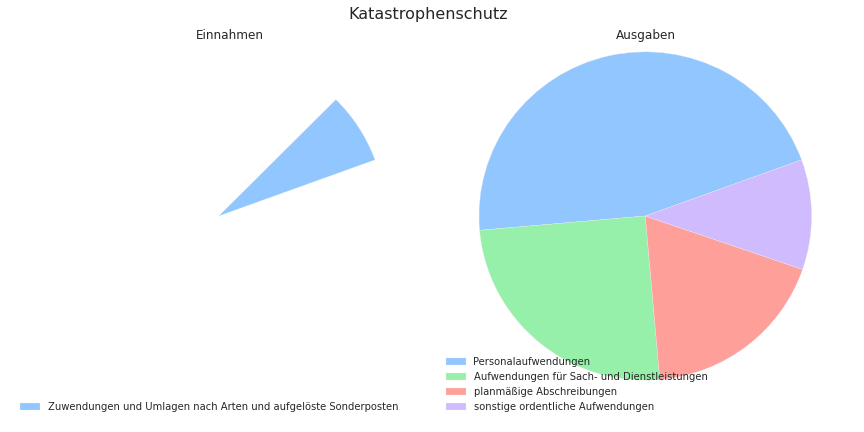 Katastrophenschutz
Einnahmen
Ausgaben
Zuwendungen und Umlagen nach Arten und aufgelöste Sonderposten
Personalaufwendungen
Aufwendungen für Sach- und Dienstleistungen
planmäßige Abschreibungen
sonstige ordentliche Aufwendungen